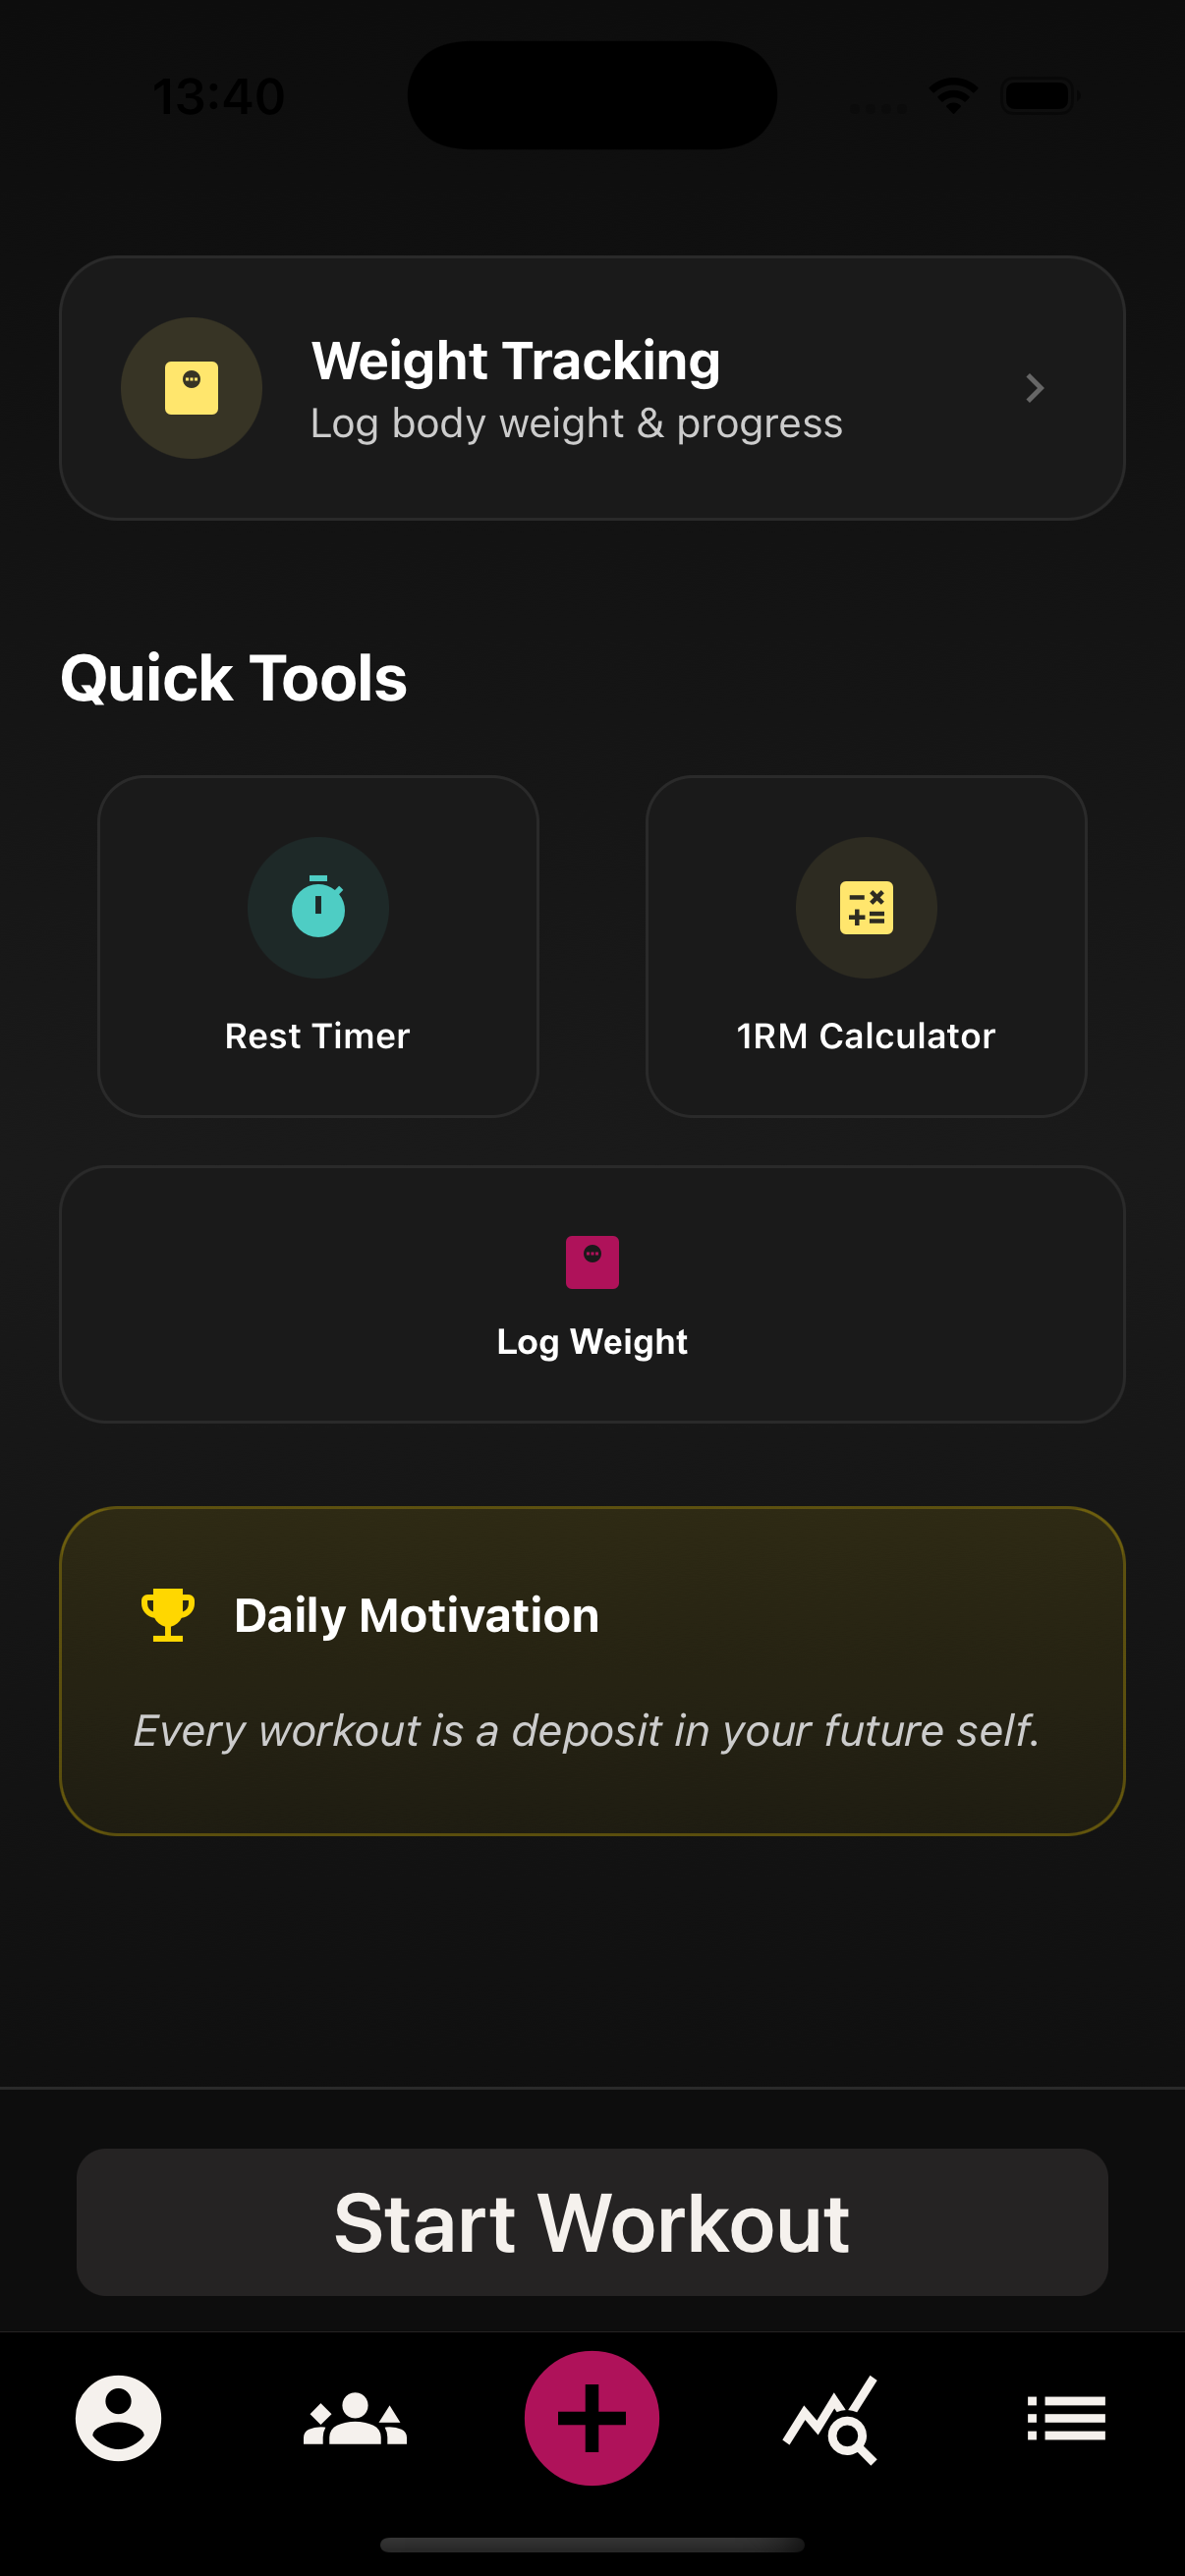 13:40
Weight Tracking
Log body weight & progress
Quick Tools
Rest Timer
1RM Calculator
Log Weight
Daily Motivation
Every workout is a deposit in your future self.
Start Workout